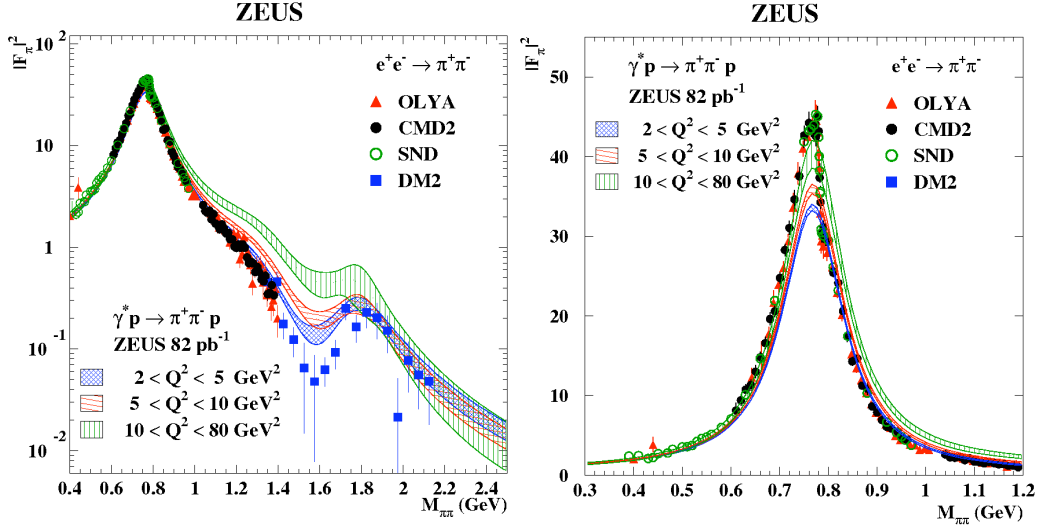 ZEUS
|Fπ|²
10²
10
1
10⁻¹
10⁻²
e⁺e⁻ → π⁺π⁻
OLYA
CMD2
SND
DM2
γ*p → π⁺π⁻ p
ZEUS 82 pb⁻¹
2 < Q² < 5 GeV²
5 < Q² < 10 GeV²
10 < Q² < 80 GeV²
0.4 0.6 0.8 1 1.2 1.4 1.6 1.8 2 2.2 2.4
Mππ (GeV)
ZEUS
|Fπ|²
50
40
30
20
10
0
γ*p → π⁺π⁻ p
ZEUS 82 pb⁻¹
2 < Q² < 5 GeV²
5 < Q² < 10 GeV²
10 < Q² < 80 GeV²
e⁺e⁻ → π⁺π⁻
OLYA
CMD2
SND
DM2
0.3 0.4 0.5 0.6 0.7 0.8 0.9 1 1.1 1.2
Mππ (GeV)